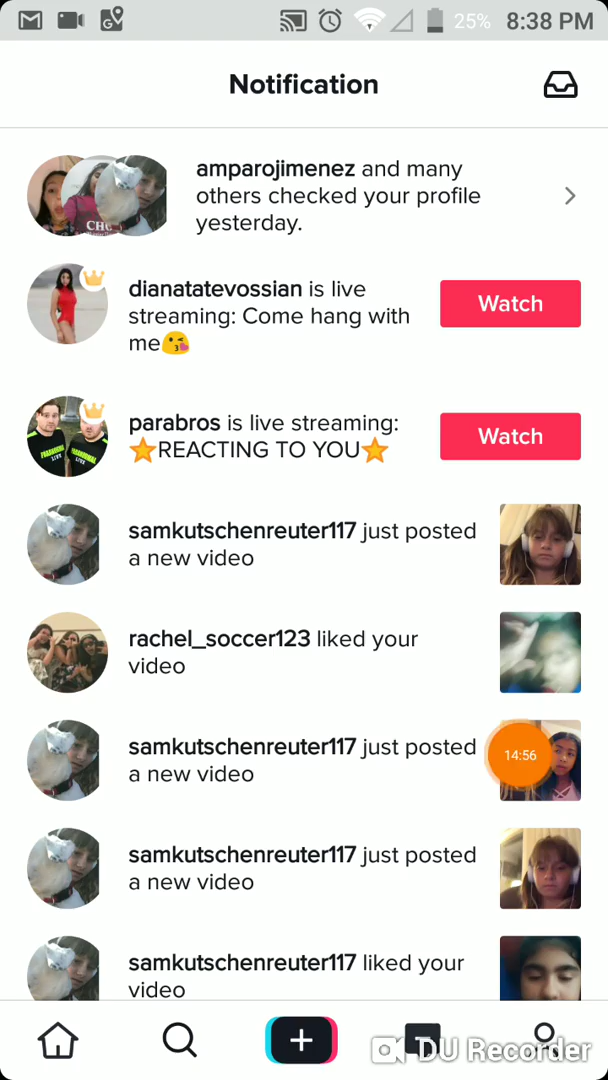 25% 8:38 PM
Notification
amparojimenez and many
others checked your profile
yesterday.
dianatatevossian is live
streaming: Come hang with
me😘
Watch
parabros is live streaming:
⭐REACTING TO YOU⭐
Watch
samkutschenreuter117 just posted
a new video
rachel_soccer123 liked your
video
samkutschenreuter117 just posted
a new video
14:56
samkutschenreuter117 just posted
a new video
samkutschenreuter117 liked your
video
DU Recorder